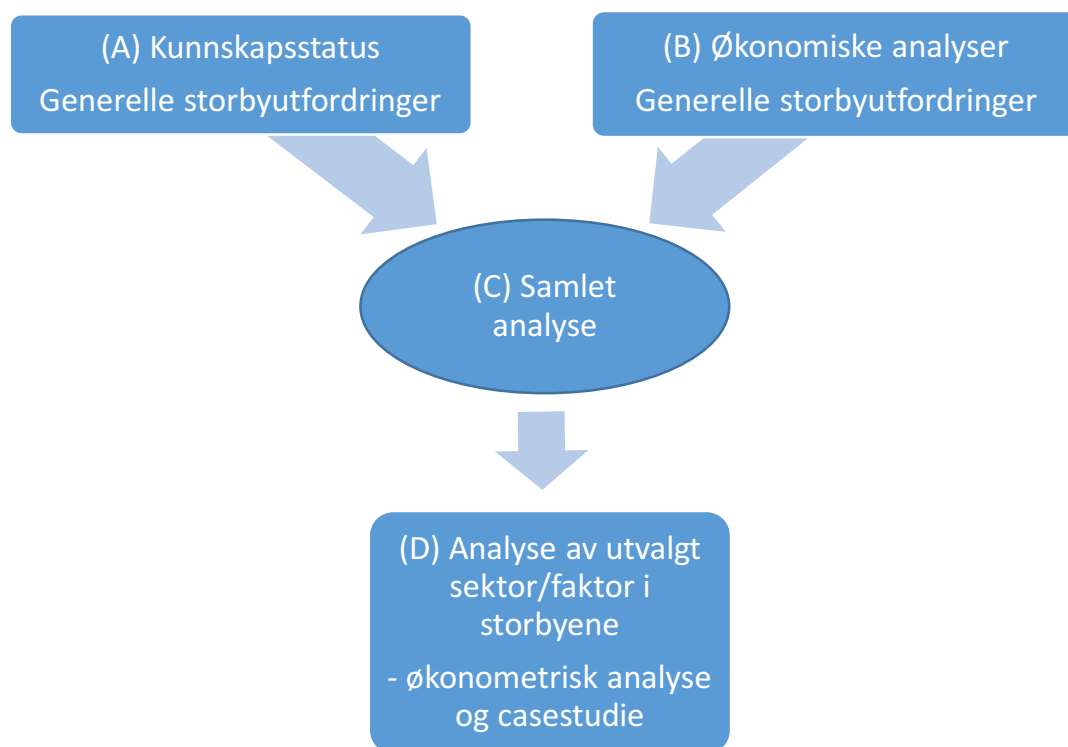 (A) Kunnskapsstatus
Generelle storbyutfordringer
(B) Økonomiske analyser
Generelle storbyutfordringer
(C) Samlet
analyse
(D) Analyse av utvalgt
sektor/faktor i
storbyene
- økonometrisk analyse
og casestudie